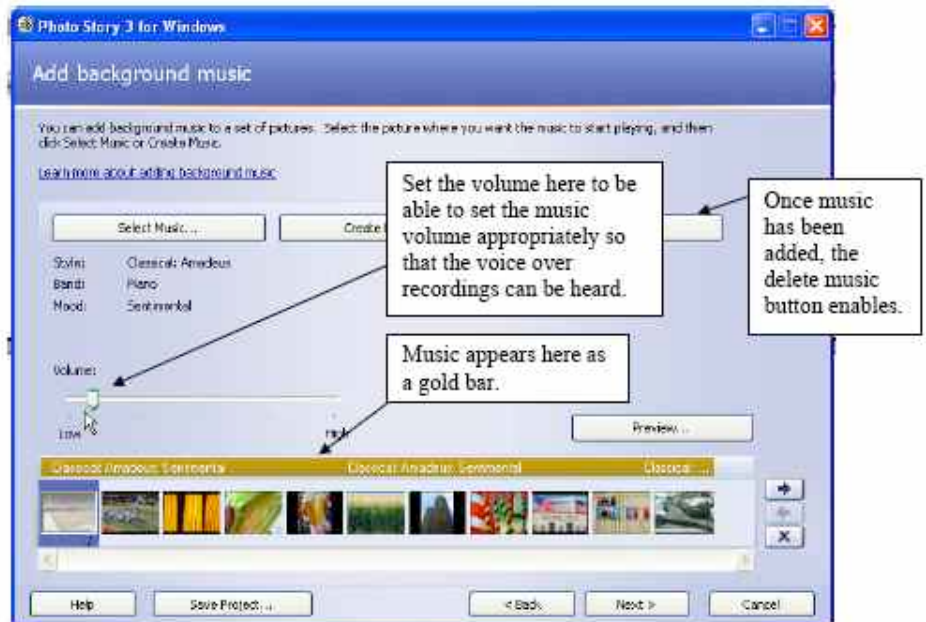 Photo Story 3 for Windows
Add background music
You can add background music to a set of pictures. Select the picture where you want the music to start playing, and then
click Select Music or Create Music.
Learn more about adding background music
Set the volume here to be
able to set the music
volume appropriately so
that the voice over
recordings can be heard.
Once music
has been
added, the
delete music
button enables.
Select Music...
Create
Style: Classical: Amadeus
Band: Piano
Mood: Sentimental
Music appears here as
a gold bar.
Volume:
Low
High
Preview...
Classical: Amadeus: Sentimental
Classical: Amadeus: Sentimental
Classical: ...
Help
Save Project...
< Back
Next >
Cancel